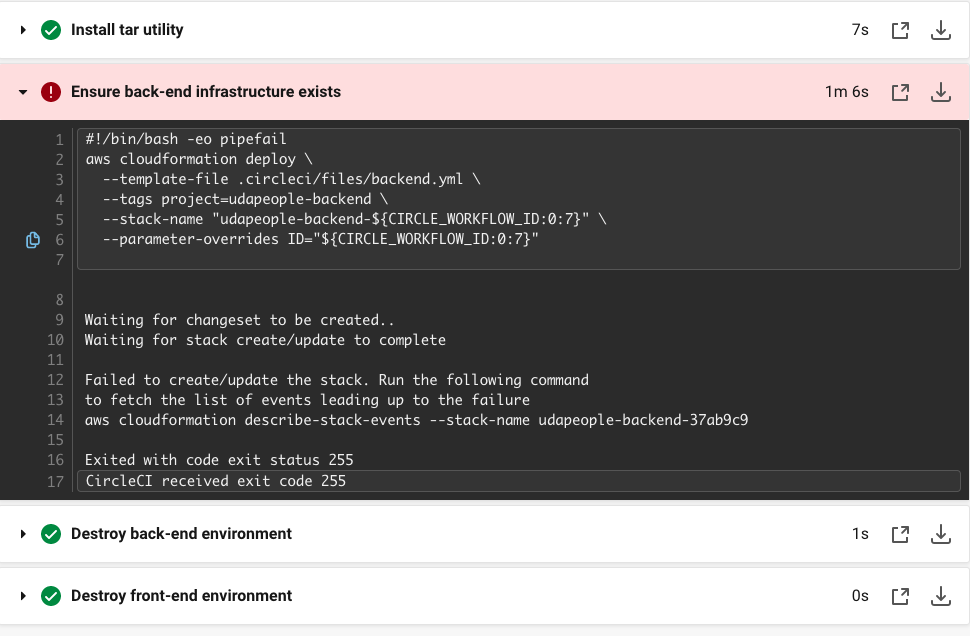 Install tar utility 7s
Ensure back-end infrastructure exists 1m 6s
1 #!/bin/bash -eo pipefail
2 aws cloudformation deploy \
3   --template-file .circleci/files/backend.yml \
4   --tags project=udapeople-backend \
5   --stack-name "udapeople-backend-${CIRCLE_WORKFLOW_ID:0:7}" \
6   --parameter-overrides ID="${CIRCLE_WORKFLOW_ID:0:7}"
7
8
9 Waiting for changeset to be created..
10 Waiting for stack create/update to complete
11
12 Failed to create/update the stack. Run the following command
13 to fetch the list of events leading up to the failure
14 aws cloudformation describe-stack-events --stack-name udapeople-backend-37ab9c9
15
16 Exited with code exit status 255
17 CircleCI received exit code 255
Destroy back-end environment 1s
Destroy front-end environment 0s